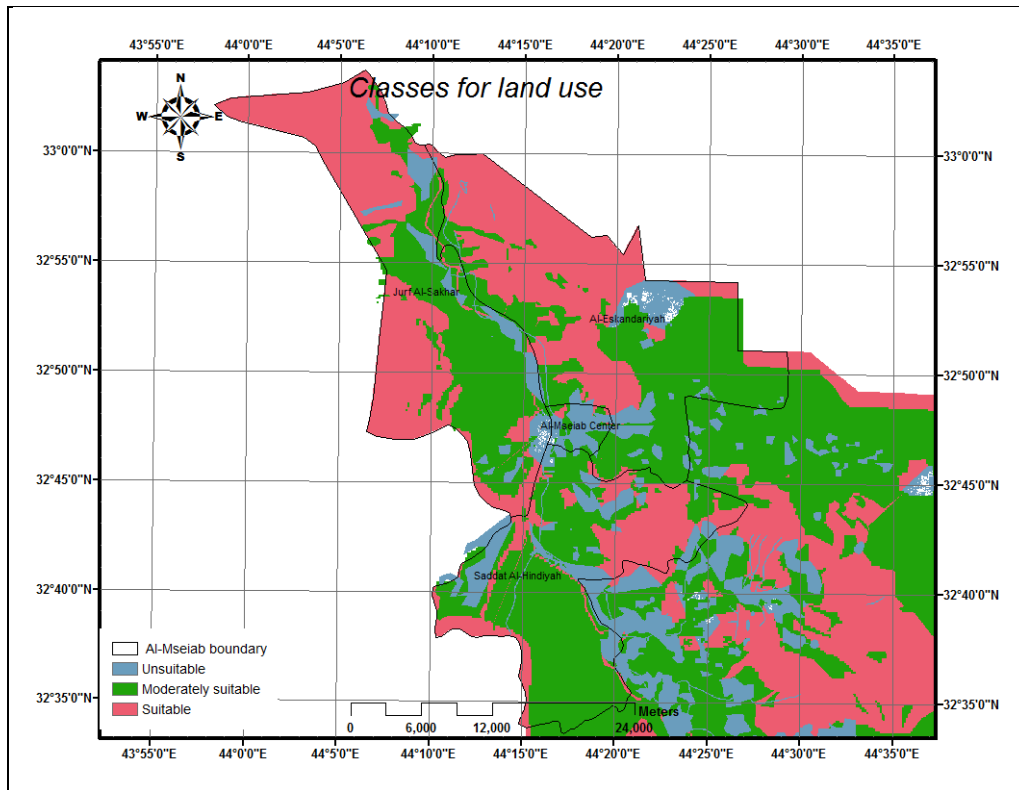 43°55'0"E 44°0'0"E 44°5'0"E 44°10'0"E 44°15'0"E 44°20'0"E 44°25'0"E 44°30'0"E 44°35'0"E
Classes for land use
N
W E
S
33°0'0"N 33°0'0"N
32°55'0"N 32°55'0"N
Jurf Al-Sakhar
Al-Eskandariyah
32°50'0"N 32°50'0"N
Al-Mseiab Center
32°45'0"N 32°45'0"N
Saddat Al-Hindiyah
32°40'0"N 32°40'0"N
Al-Mseiab boundary
Unsuitable
Moderately suitable
Suitable
32°35'0"N 32°35'0"N
Meters
0 6,000 12,000 24,000
43°55'0"E 44°0'0"E 44°5'0"E 44°10'0"E 44°15'0"E 44°20'0"E 44°25'0"E 44°30'0"E 44°35'0"E